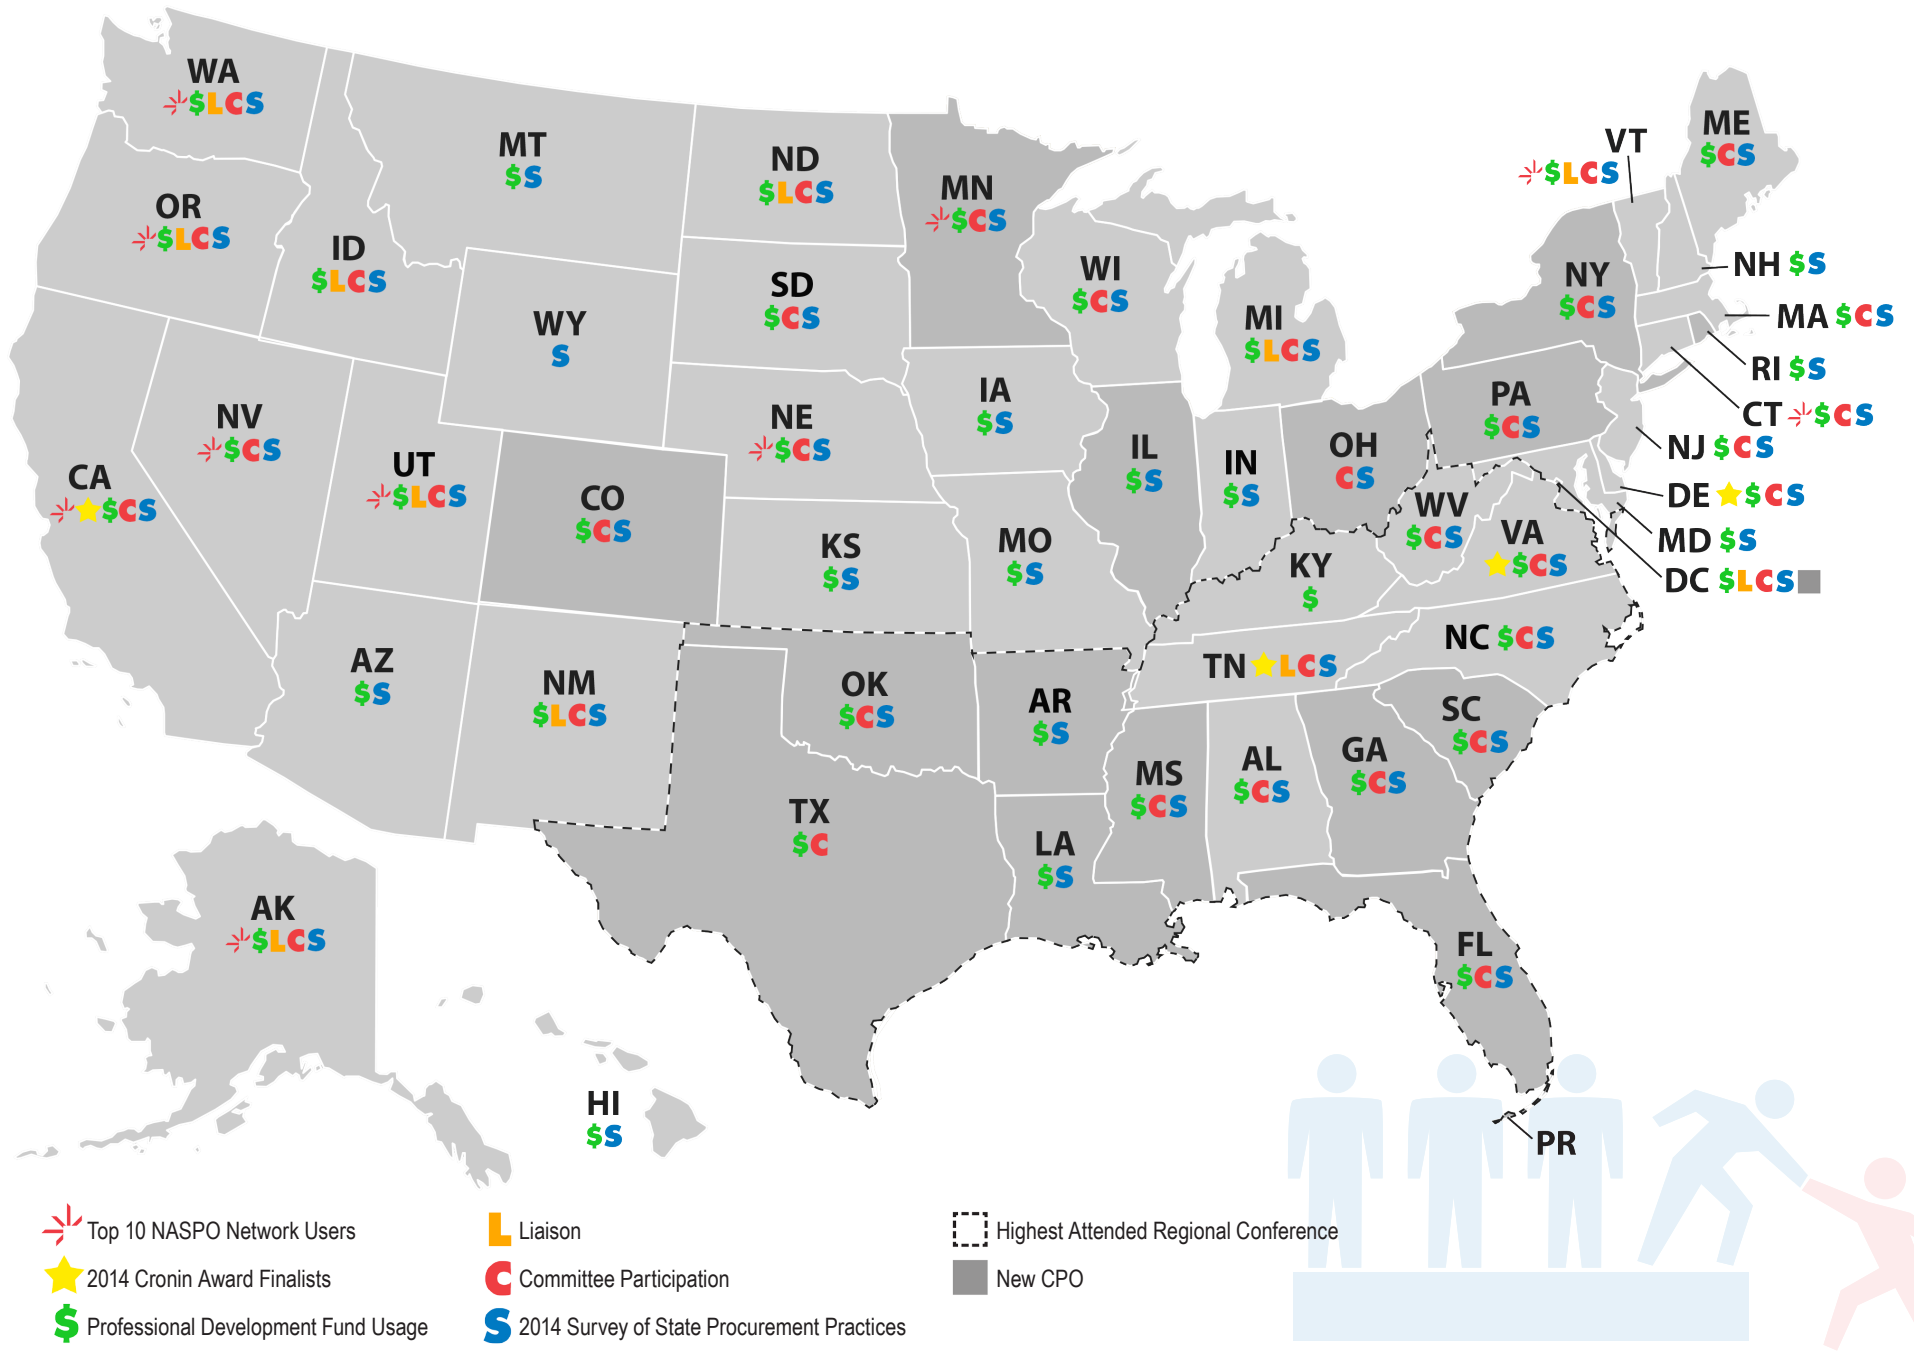 WA
$LCS
MT
$S
ND
$LCS
MN
$CS
VT
$LCS
ME
$CS
OR
$LCS
ID
$LCS
WI
$CS
NH $S
NY
$CS
SD
$CS
MA $CS
WY
S
MI
$LCS
RI $S
CT $CS
NV
$CS
NE
$CS
IA
$S
PA
$CS
NJ $CS
CA
$CS
UT
$LCS
CO
$CS
IL
$S
IN
$S
OH
CS
DE $CS
WV
$CS
VA
$CS
MD $S
KS
$S
MO
$S
KY
$
DC $LCS
NC $CS
TN LCS
AZ
$S
NM
$LCS
OK
$CS
AR
$S
SC
$CS
MS
$CS
AL
$CS
GA
$CS
TX
$C
LA
$S
AK
$LCS
FL
$CS
HI
$S
PR
Top 10 NASPO Network Users
2014 Cronin Award Finalists
$ Professional Development Fund Usage
L Liaison
C Committee Participation
S 2014 Survey of State Procurement Practices
Highest Attended Regional Conference
New CPO